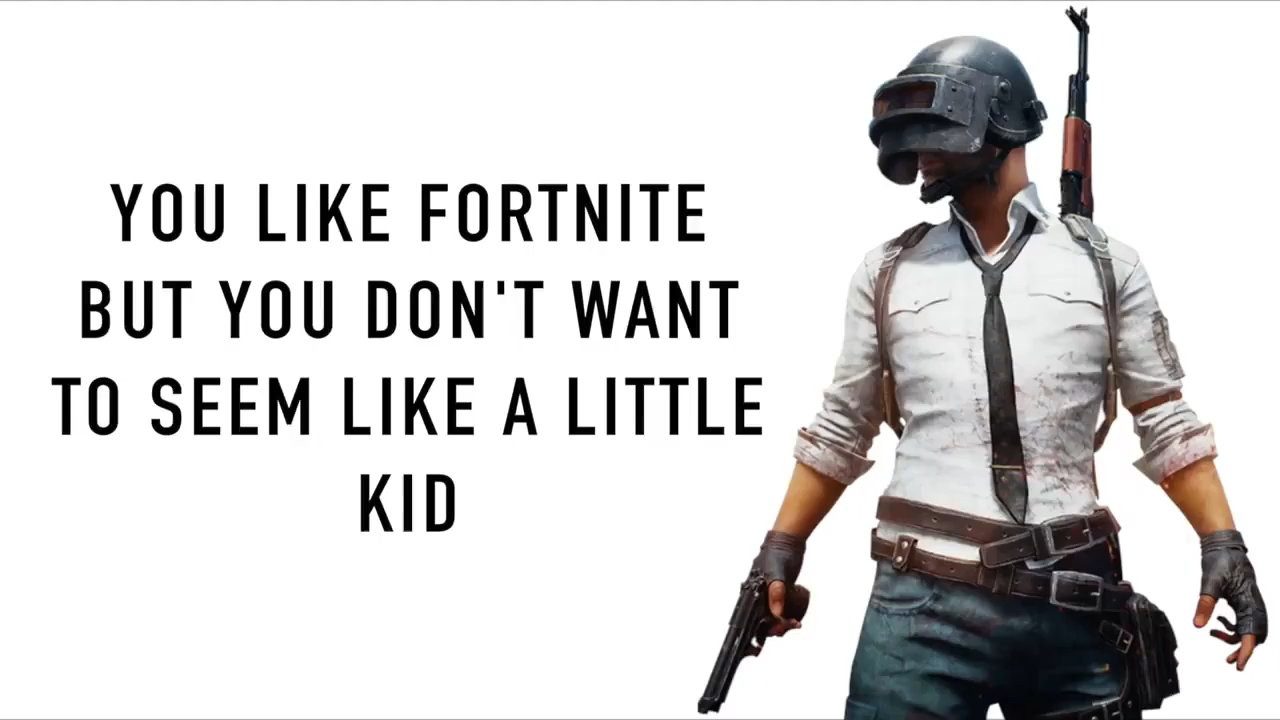 YOU LIKE FORTNITE
BUT YOU DON'T WANT
TO SEEM LIKE A LITTLE
KID